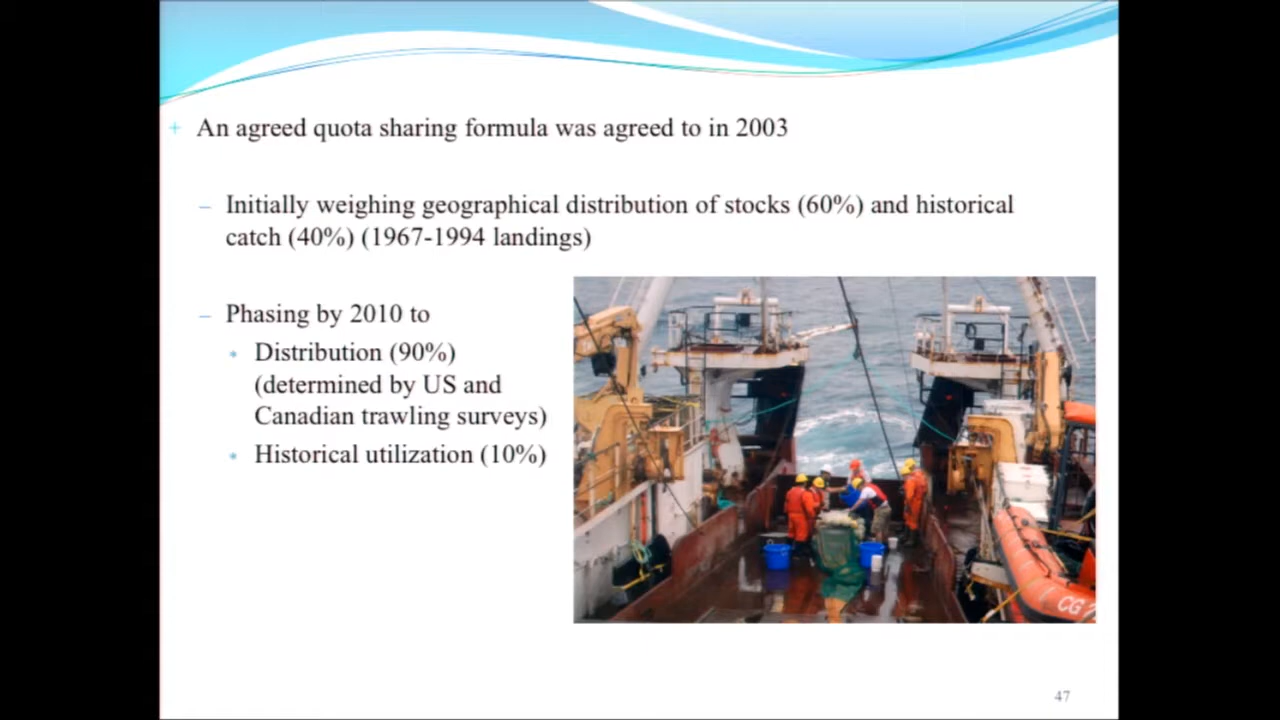 An agreed quota sharing formula was agreed to in 2003
– Initially weighing geographical distribution of stocks (60%) and historical
catch (40%) (1967-1994 landings)
– Phasing by 2010 to
Distribution (90%)
(determined by US and
Canadian trawling surveys)
Historical utilization (10%)
CG
47